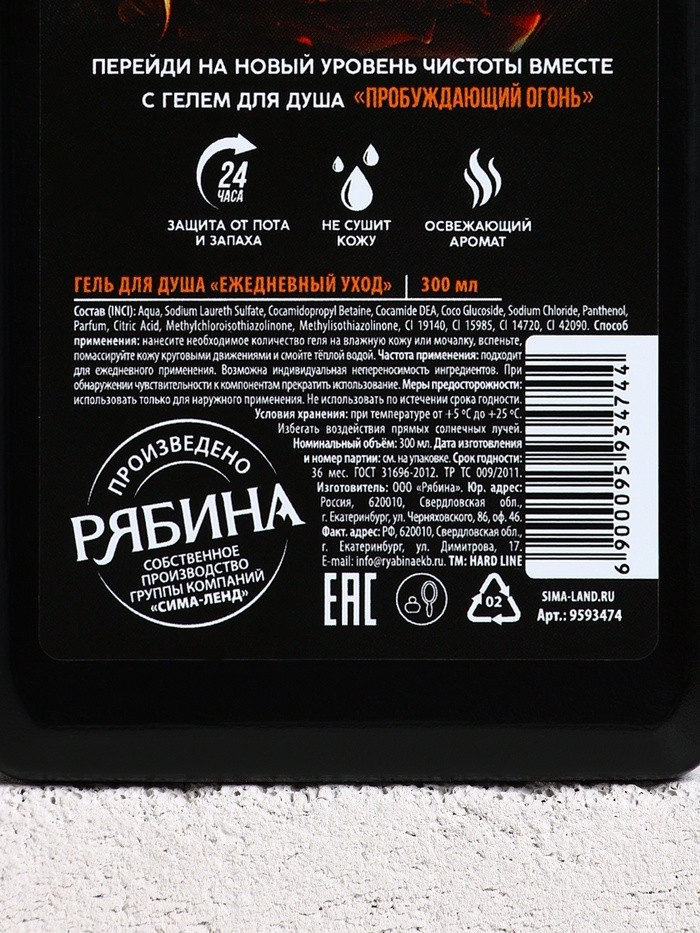 ПЕРЕЙДИ НА НОВЫЙ УРОВЕНЬ ЧИСТОТЫ ВМЕСТЕ
С ГЕЛЕМ ДЛЯ ДУША «ПРОБУЖДАЮЩИЙ ОГОНЬ»
24
ЧАСА
ЗАЩИТА ОТ ПОТА
И ЗАПАХА
НЕ СУШИТ
КОЖУ
ОСВЕЖАЮЩИЙ
АРОМАТ
ГЕЛЬ ДЛЯ ДУША «ЕЖЕДНЕВНЫЙ УХОД» | 300 мл
Состав (INCI): Aqua, Sodium Laureth Sulfate, Cocamidopropyl Betaine, Cocamide DEA, Coco Glucoside, Sodium Chloride, Panthenol,
Parfum, Citric Acid, Methylchloroisothiazolinone, Methylisothiazolinone, CI 19140, CI 15985, CI 14720, CI 42090. Способ
применения: нанесите необходимое количество геля на влажную кожу или мочалку, вспеньте,
помассируйте кожу круговыми движениями и смойте тёплой водой. Частота применения: подходит
для ежедневного применения. Возможна индивидуальная непереносимость ингредиентов. При
обнаружении чувствительности к компонентам прекратить использование. Меры предосторожности:
использовать только для наружного применения. Не использовать по истечении срока годности.
Условия хранения: при температуре от +5 °С до +25 °С.
Избегать воздействия прямых солнечных лучей.
Номинальный объём: 300 мл. Дата изготовления
и номер партии: см. на упаковке. Срок годности:
36 мес. ГОСТ 31696-2012. ТР ТС 009/2011.
Изготовитель: ООО «Рябина». Юр. адрес:
Россия, 620010, Свердловская обл.,
г. Екатеринбург, ул. Черняховского, 86, оф. 46.
Факт. адрес: РФ, 620010, Свердловская обл.,
г. Екатеринбург, ул. Димитрова, 17.
E-mail: info@ryabinaekb.ru. TM: HARD LINE
ПРОИЗВЕДЕНО
РЯБИНА
СОБСТВЕННОЕ
ПРОИЗВОДСТВО
ГРУППЫ КОМПАНИЙ
«СИМА-ЛЕНД»
EAC
02
6 900009 5934744
SIMA-LAND.RU
Арт.: 9593474